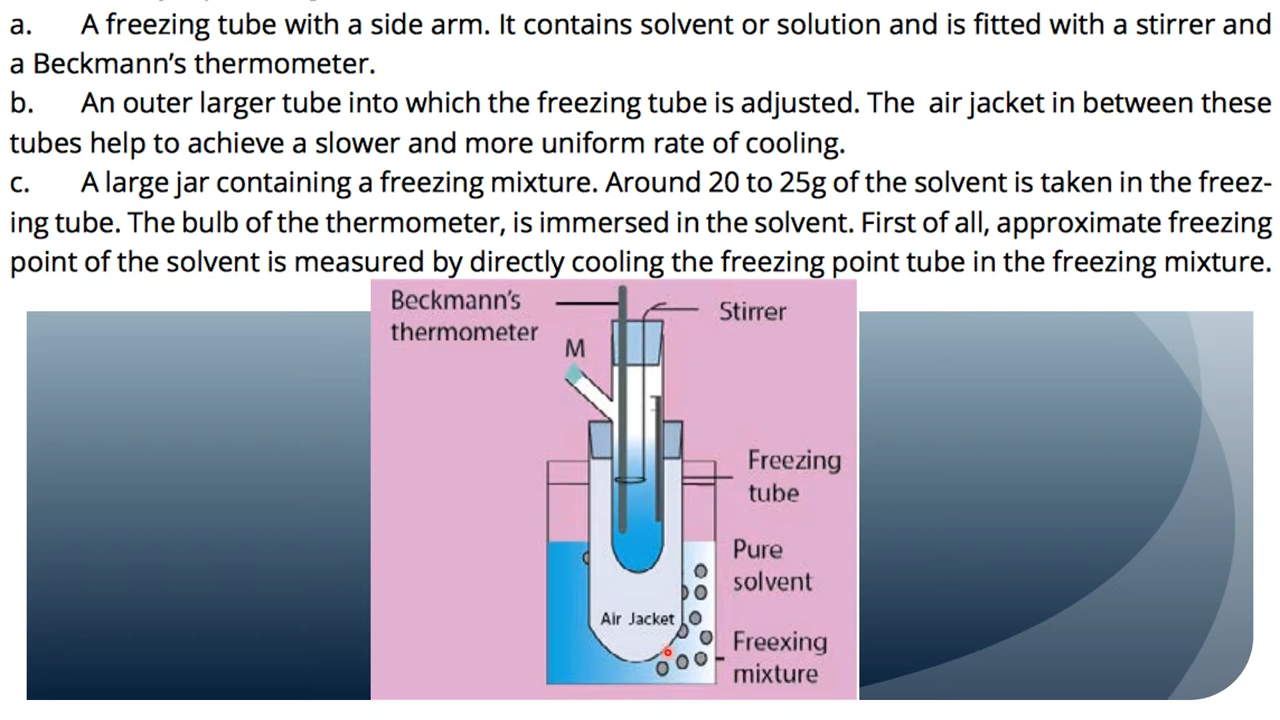 a. A freezing tube with a side arm. It contains solvent or solution and is fitted with a stirrer and
a Beckmann’s thermometer.
b. An outer larger tube into which the freezing tube is adjusted. The air jacket in between these
tubes help to achieve a slower and more uniform rate of cooling.
c. A large jar containing a freezing mixture. Around 20 to 25g of the solvent is taken in the freez-
ing tube. The bulb of the thermometer, is immersed in the solvent. First of all, approximate freezing
point of the solvent is measured by directly cooling the freezing point tube in the freezing mixture.
Beckmann’s
thermometer
Stirrer
M
Freezing
tube
Pure
solvent
Air Jacket
Freexing
mixture